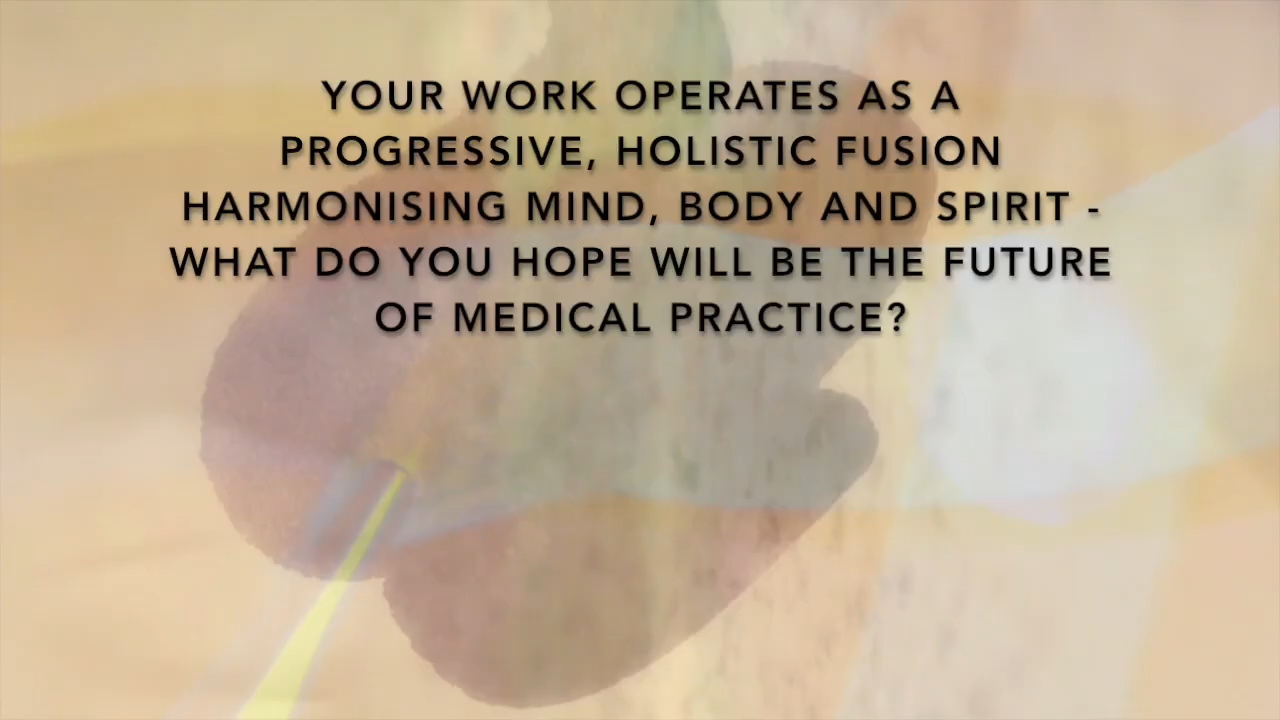 YOUR WORK OPERATES AS A
PROGRESSIVE, HOLISTIC FUSION
HARMONISING MIND, BODY AND SPIRIT -
WHAT DO YOU HOPE WILL BE THE FUTURE
OF MEDICAL PRACTICE?